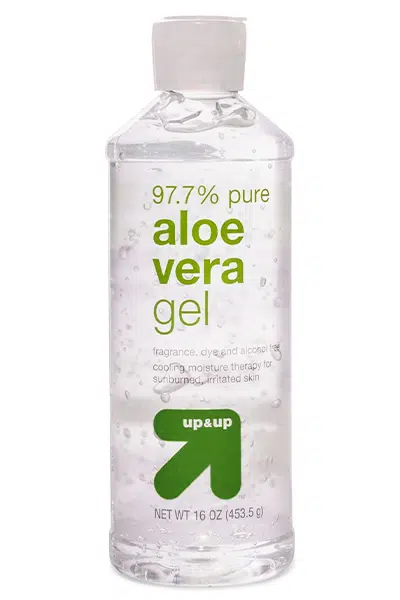 97.7% pure
aloe
vera
gel
fragrance, dye and alcohol free
cooling moisture therapy for
sunburned, irritated skin
up&up
NET WT 16 OZ (453.5 g)